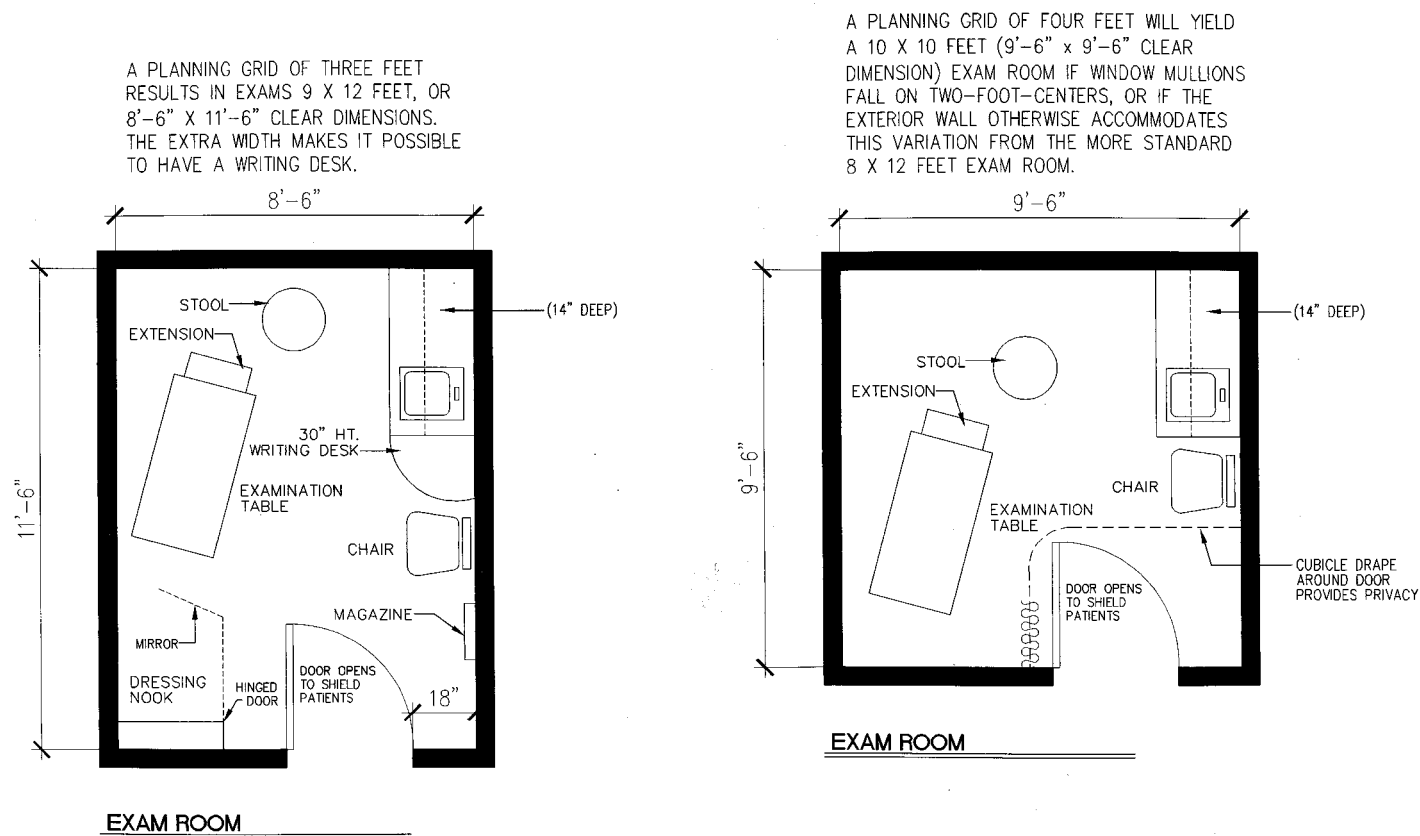 A PLANNING GRID OF THREE FEET
RESULTS IN EXAMS 9 X 12 FEET, OR
8'-6" X 11'-6" CLEAR DIMENSIONS.
THE EXTRA WIDTH MAKES IT POSSIBLE
TO HAVE A WRITING DESK.
8'-6"
STOOL
(14" DEEP)
EXTENSION
30" HT.
WRITING DESK
11'-6"
EXAMINATION
TABLE
CHAIR
MAGAZINE
MIRROR
DRESSING
NOOK
HINGED
DOOR
DOOR OPENS
TO SHIELD
PATIENTS
18"
EXAM ROOM
A PLANNING GRID OF FOUR FEET WILL YIELD
A 10 X 10 FEET (9'-6" x 9'-6" CLEAR
DIMENSION) EXAM ROOM IF WINDOW MULLIONS
FALL ON TWO-FOOT-CENTERS, OR IF THE
EXTERIOR WALL OTHERWISE ACCOMMODATES
THIS VARIATION FROM THE MORE STANDARD
8 X 12 FEET EXAM ROOM.
9'-6"
(14" DEEP)
STOOL
EXTENSION
9'-6"
CHAIR
EXAMINATION
TABLE
CUBICLE DRAPE
AROUND DOOR
PROVIDES PRIVACY
DOOR OPENS
TO SHIELD
PATIENTS
EXAM ROOM